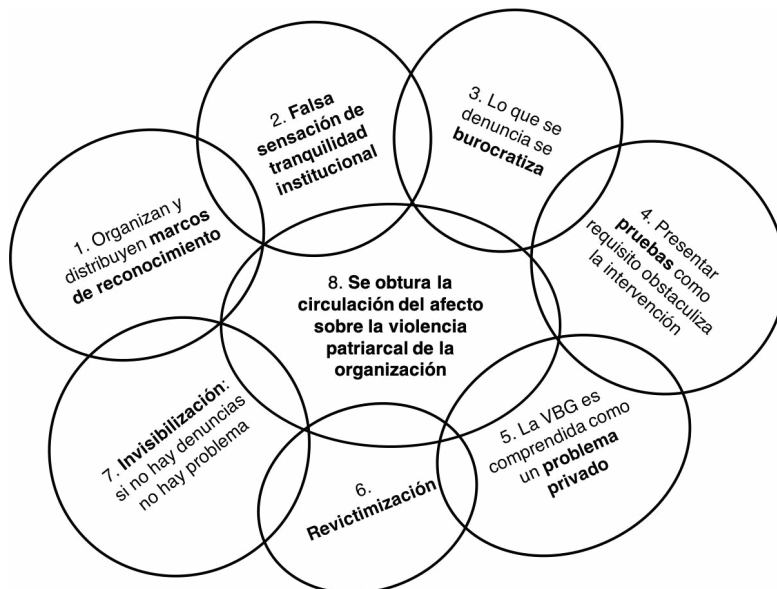 1. Organizan y
distribuyen marcos
de reconocimiento
2. Falsa
sensación de
tranquilidad
institucional
3. Lo que se
denuncia se
burocratiza
4. Presentar
pruebas como
requisito obstaculiza
la intervención
5. La VBG es
comprendida como
un problema
privado
6.
Revictimización
7. Invisibilización:
si no hay denuncias
no hay problema
8. Se obtura la
circulación del afecto
sobre la violencia
patriarcal de la
organización